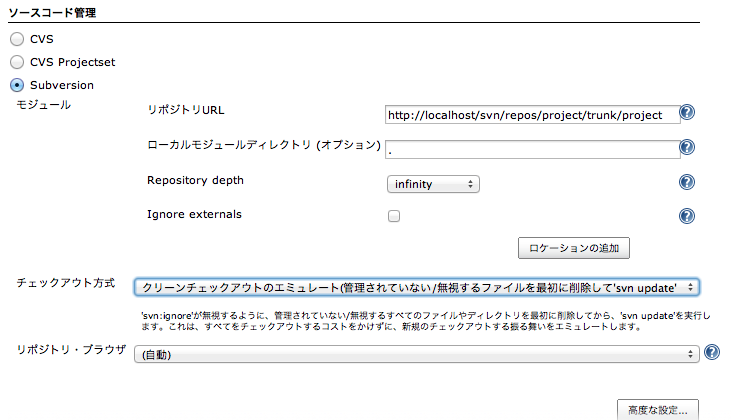 ソースコード管理
CVS
CVS Projectset
Subversion
モジュール
リポジトリURL
http://localhost/svn/repos/project/trunk/project
ローカルモジュールディレクトリ (オプション)
.
Repository depth
infinity
Ignore externals
ロケーションの追加
チェックアウト方式
クリーンチェックアウトのエミュレート(管理されていない/無視するファイルを最初に削除して'svn update'
'svn:ignore'が無視するように、管理されていない/無視するすべてのファイルやディレクトリを最初に削除してから、'svn update'を実行し
ます。これは、すべてをチェックアウトするコストをかけずに、新規のチェックアウトする振る舞いをエミュレートします。
リポジトリ・ブラウザ
(自動)
高度な設定...